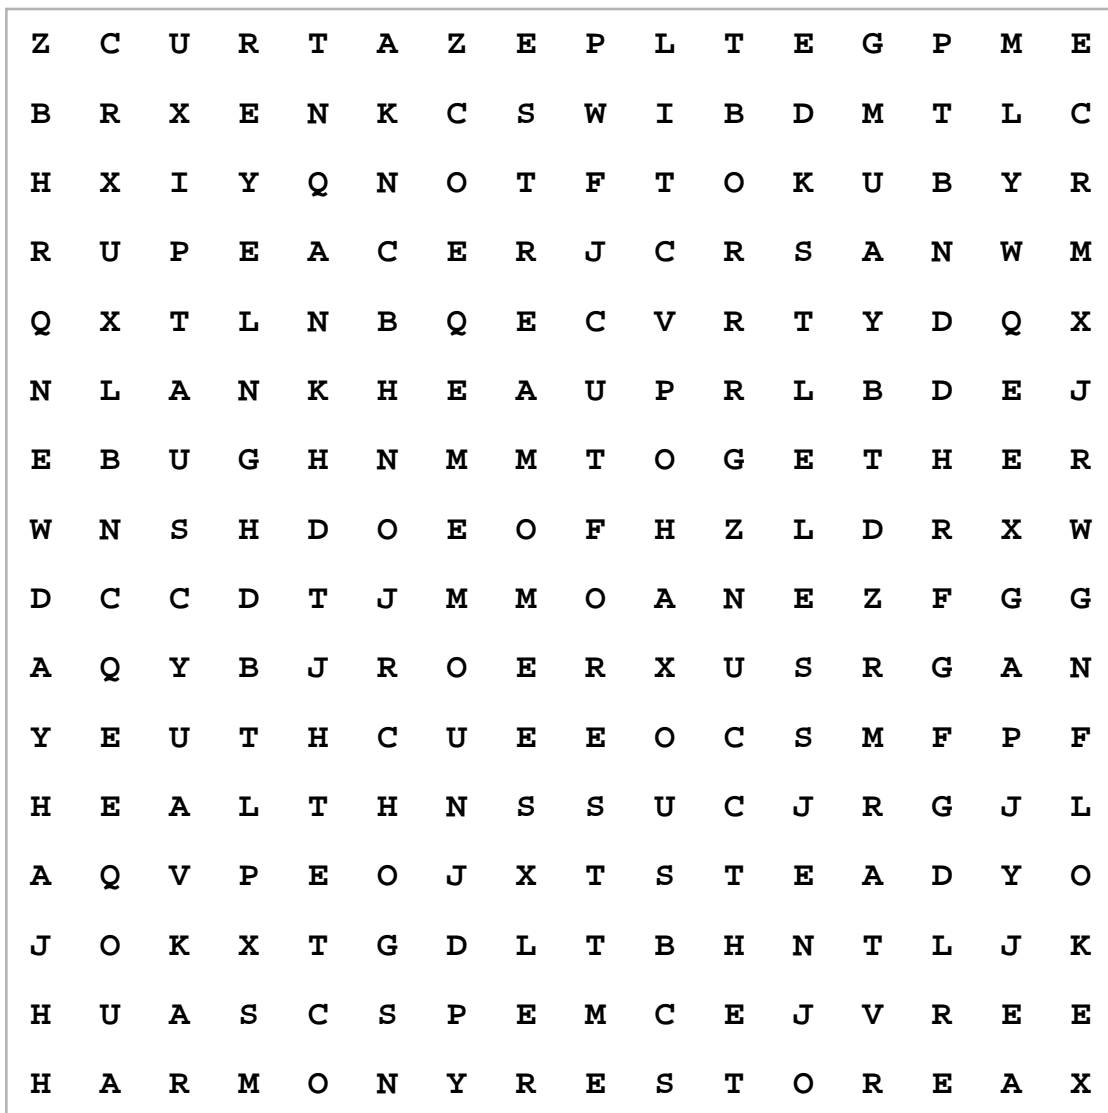 Z C U R T A Z E P L T E G P M E
B R X E N K C S W I B D M T L C
H X I Y Q N O T F T O K U B Y R
R U P E A C E R J C R S A N W M
Q X T L N B Q E C V R T Y D Q X
N L A N K H E A U P R L B D E J
E B U G H N M M T O G E T H E R
W N S H D O E O F H Z L D R X W
D C C D T J M M O A N E Z F G G
A Q Y B J R O E R X U S R G A N
Y E U T H C U E E O C S M F P F
H E A L T H N S S U C J R G J L
A Q V P E O J X T S T E A D Y O
J O K X T G D L T B H N T L J K
H U A S C S P E M C E J V R E E
H A R M O N Y R E S T O R E A X